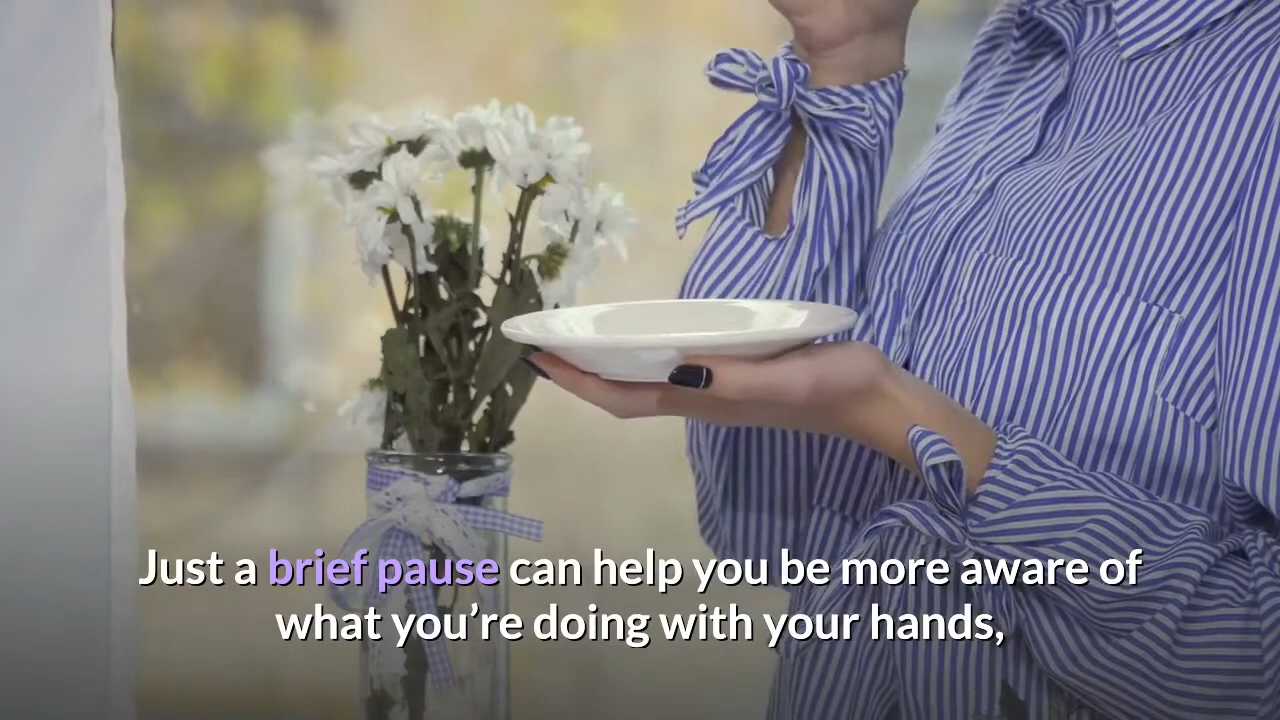 Just a brief pause can help you be more aware of
what you’re doing with your hands,